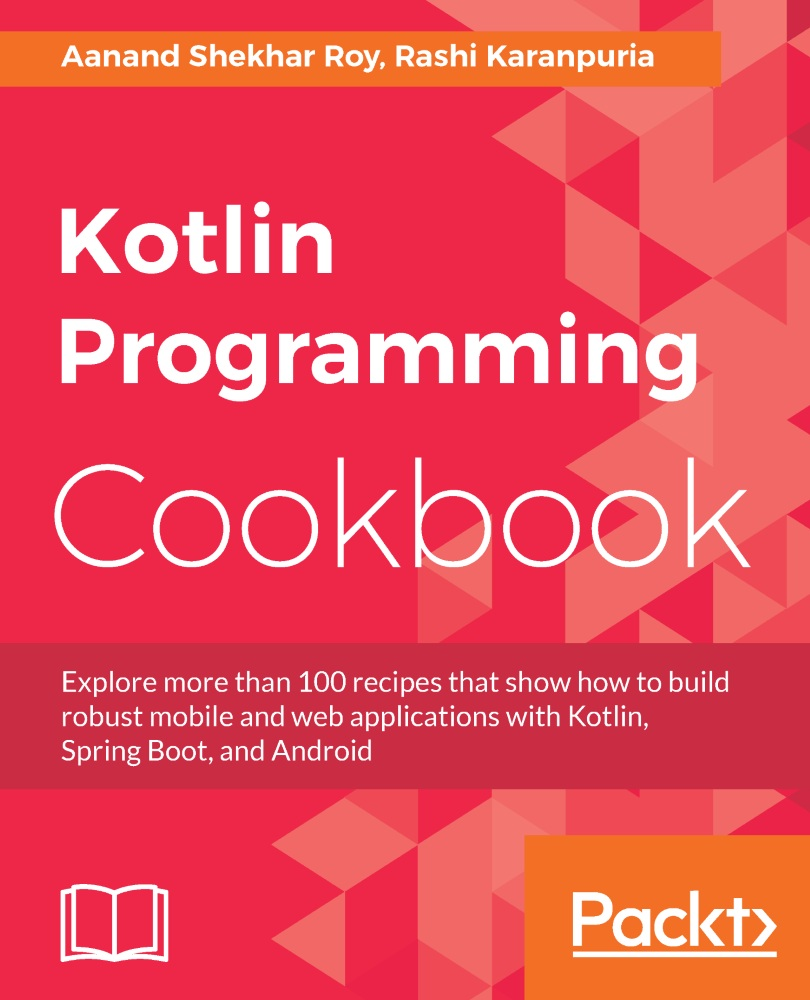 Aanand Shekhar Roy, Rashi Karanpuria
Kotlin
Programming
Cookbook
Explore more than 100 recipes that show how to build
robust mobile and web applications with Kotlin,
Spring Boot, and Android
Packt